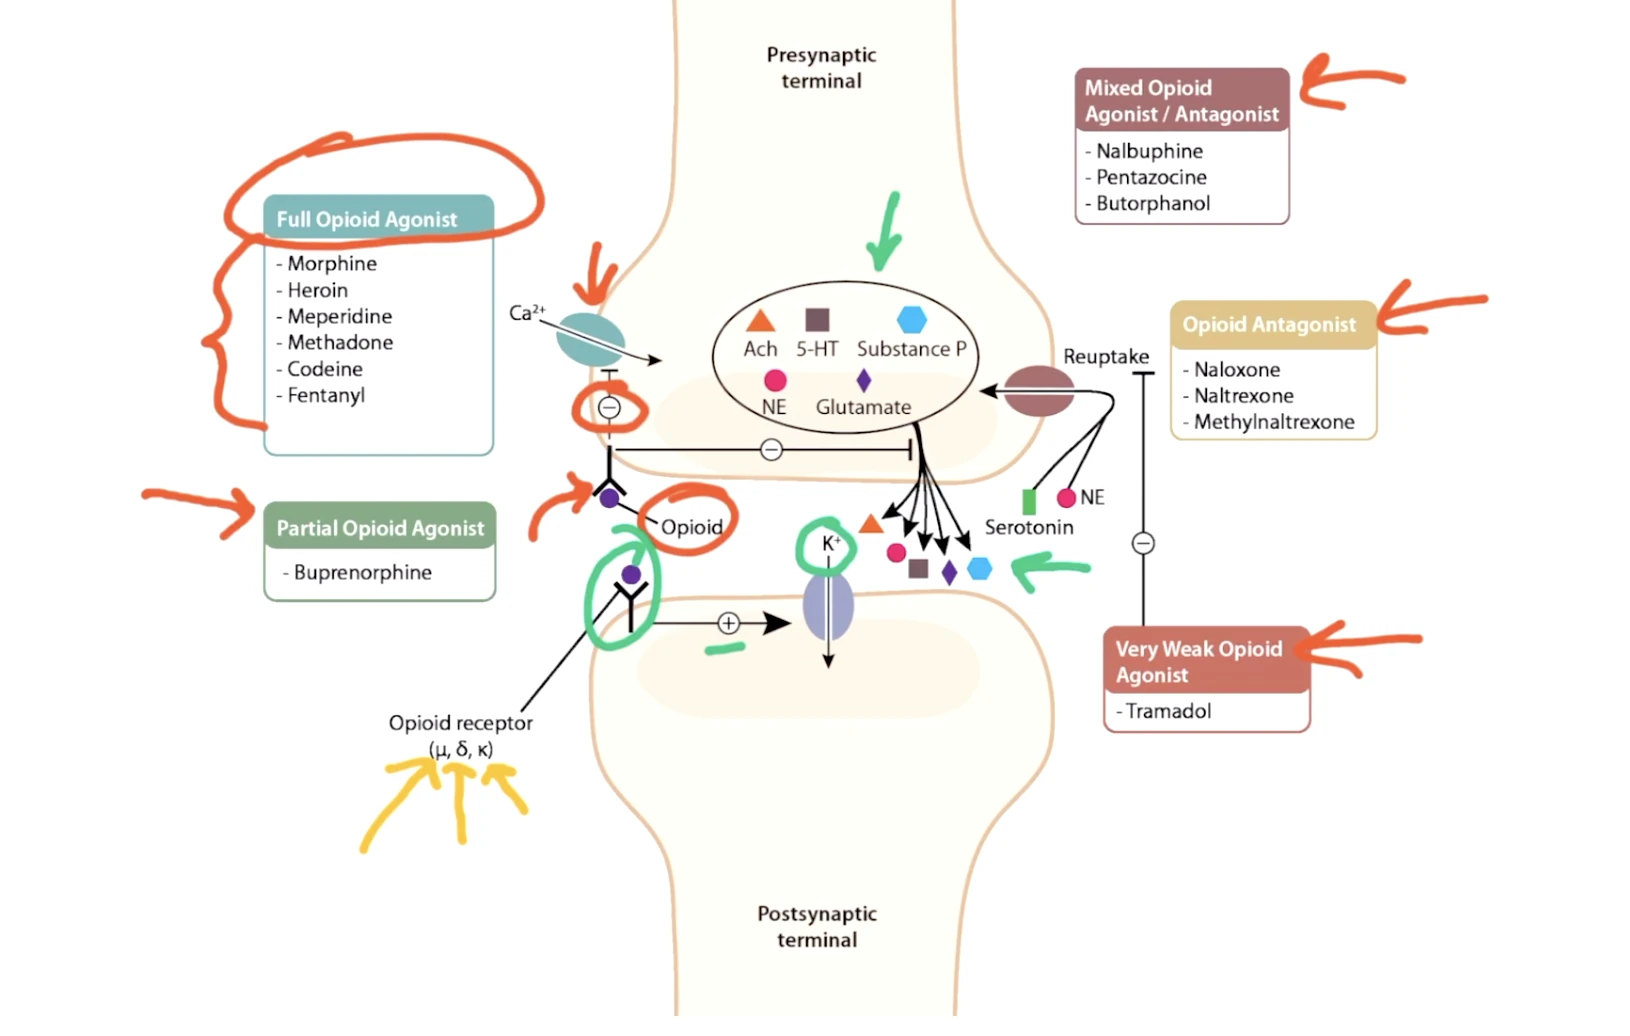 Presynaptic
terminal
Mixed Opioid
Agonist / Antagonist
- Nalbuphine
- Pentazocine
- Butorphanol
Full Opioid Agonist
- Morphine
- Heroin
- Meperidine
- Methadone
- Codeine
- Fentanyl
Ca²⁺
Ach
5-HT
Substance P
NE
Glutamate
Reuptake
Opioid Antagonist
- Naloxone
- Naltrexone
- Methylnaltrexone
Partial Opioid Agonist
- Buprenorphine
Opioid
K⁺
Serotonin
NE
Very Weak Opioid
Agonist
- Tramadol
Opioid receptor
(μ, δ, κ)
Postsynaptic
terminal